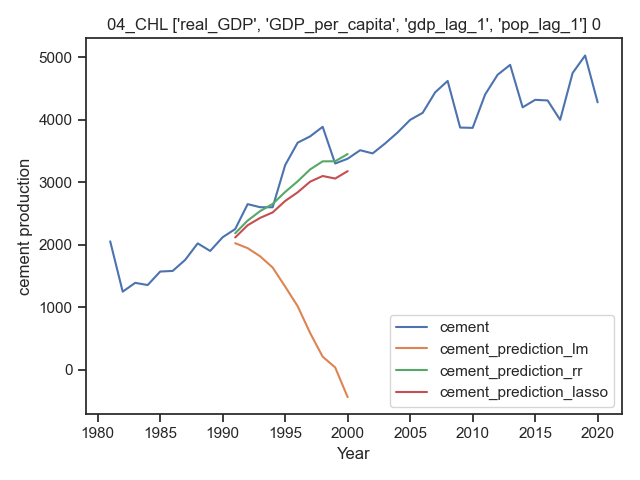 04_CHL ['real_GDP', 'GDP_per_capita', 'gdp_lag_1', 'pop_lag_1'] 0
5000
4000
3000
2000
1000
0
cement production
cement
cement_prediction_lm
cement_prediction_rr
cement_prediction_lasso
1980 1985 1990 1995 2000 2005 2010 2015 2020
Year